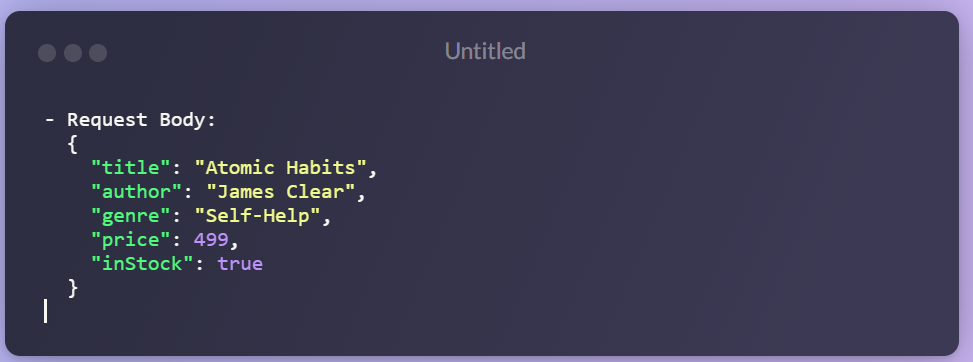 Untitled
- Request Body:
  {
    "title": "Atomic Habits",
    "author": "James Clear",
    "genre": "Self-Help",
    "price": 499,
    "inStock": true
  }